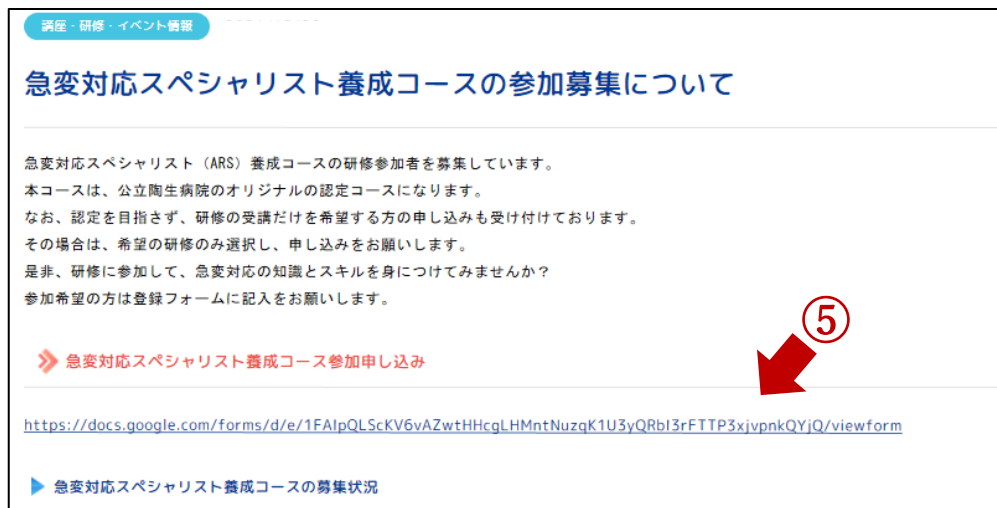 講座・研修・イベント情報
急変対応スペシャリスト養成コースの参加募集について
急変対応スペシャリスト（ARS）養成コースの研修参加者を募集しています。
本コースは、公立陶生病院のオリジナルの認定コースになります。
なお、認定を目指さず、研修の受講だけを希望する方の申し込みも受け付けております。
その場合は、希望の研修のみ選択し、申し込みをお願いします。
是非、研修に参加して、急変対応の知識とスキルを身につけてみませんか？
参加希望の方は登録フォームに記入をお願いします。
⑤
急変対応スペシャリスト養成コース参加申し込み
https://docs.google.com/forms/d/e/1FAIpQLScKV6vAZwtHHcgLHMntNuzqK1U3yQRbI3rFTTP3xjvpnkQYjQ/viewform
急変対応スペシャリスト養成コースの募集状況